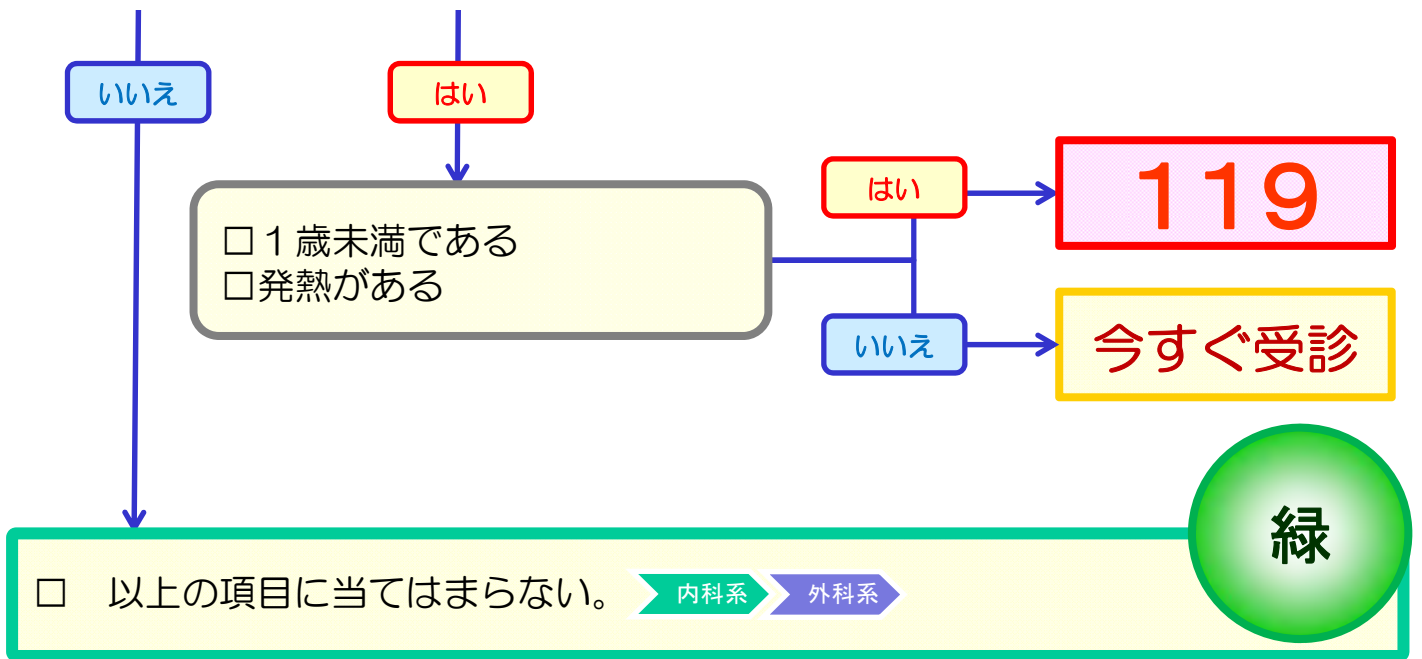 いいえ
はい
はい
119
□1歳未満である
□発熱がある
いいえ
今すぐ受診
緑
□ 以上の項目に当てはまらない。 内科系 外科系